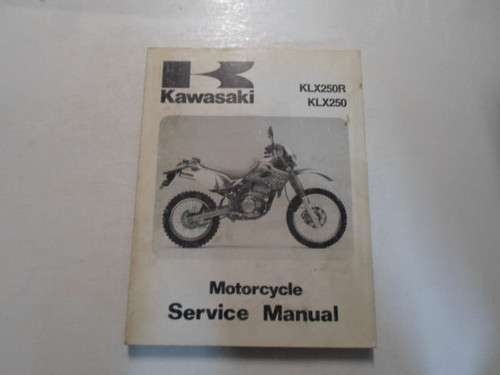 Kawasaki
KLX250R
KLX250
Motorcycle
Service Manual